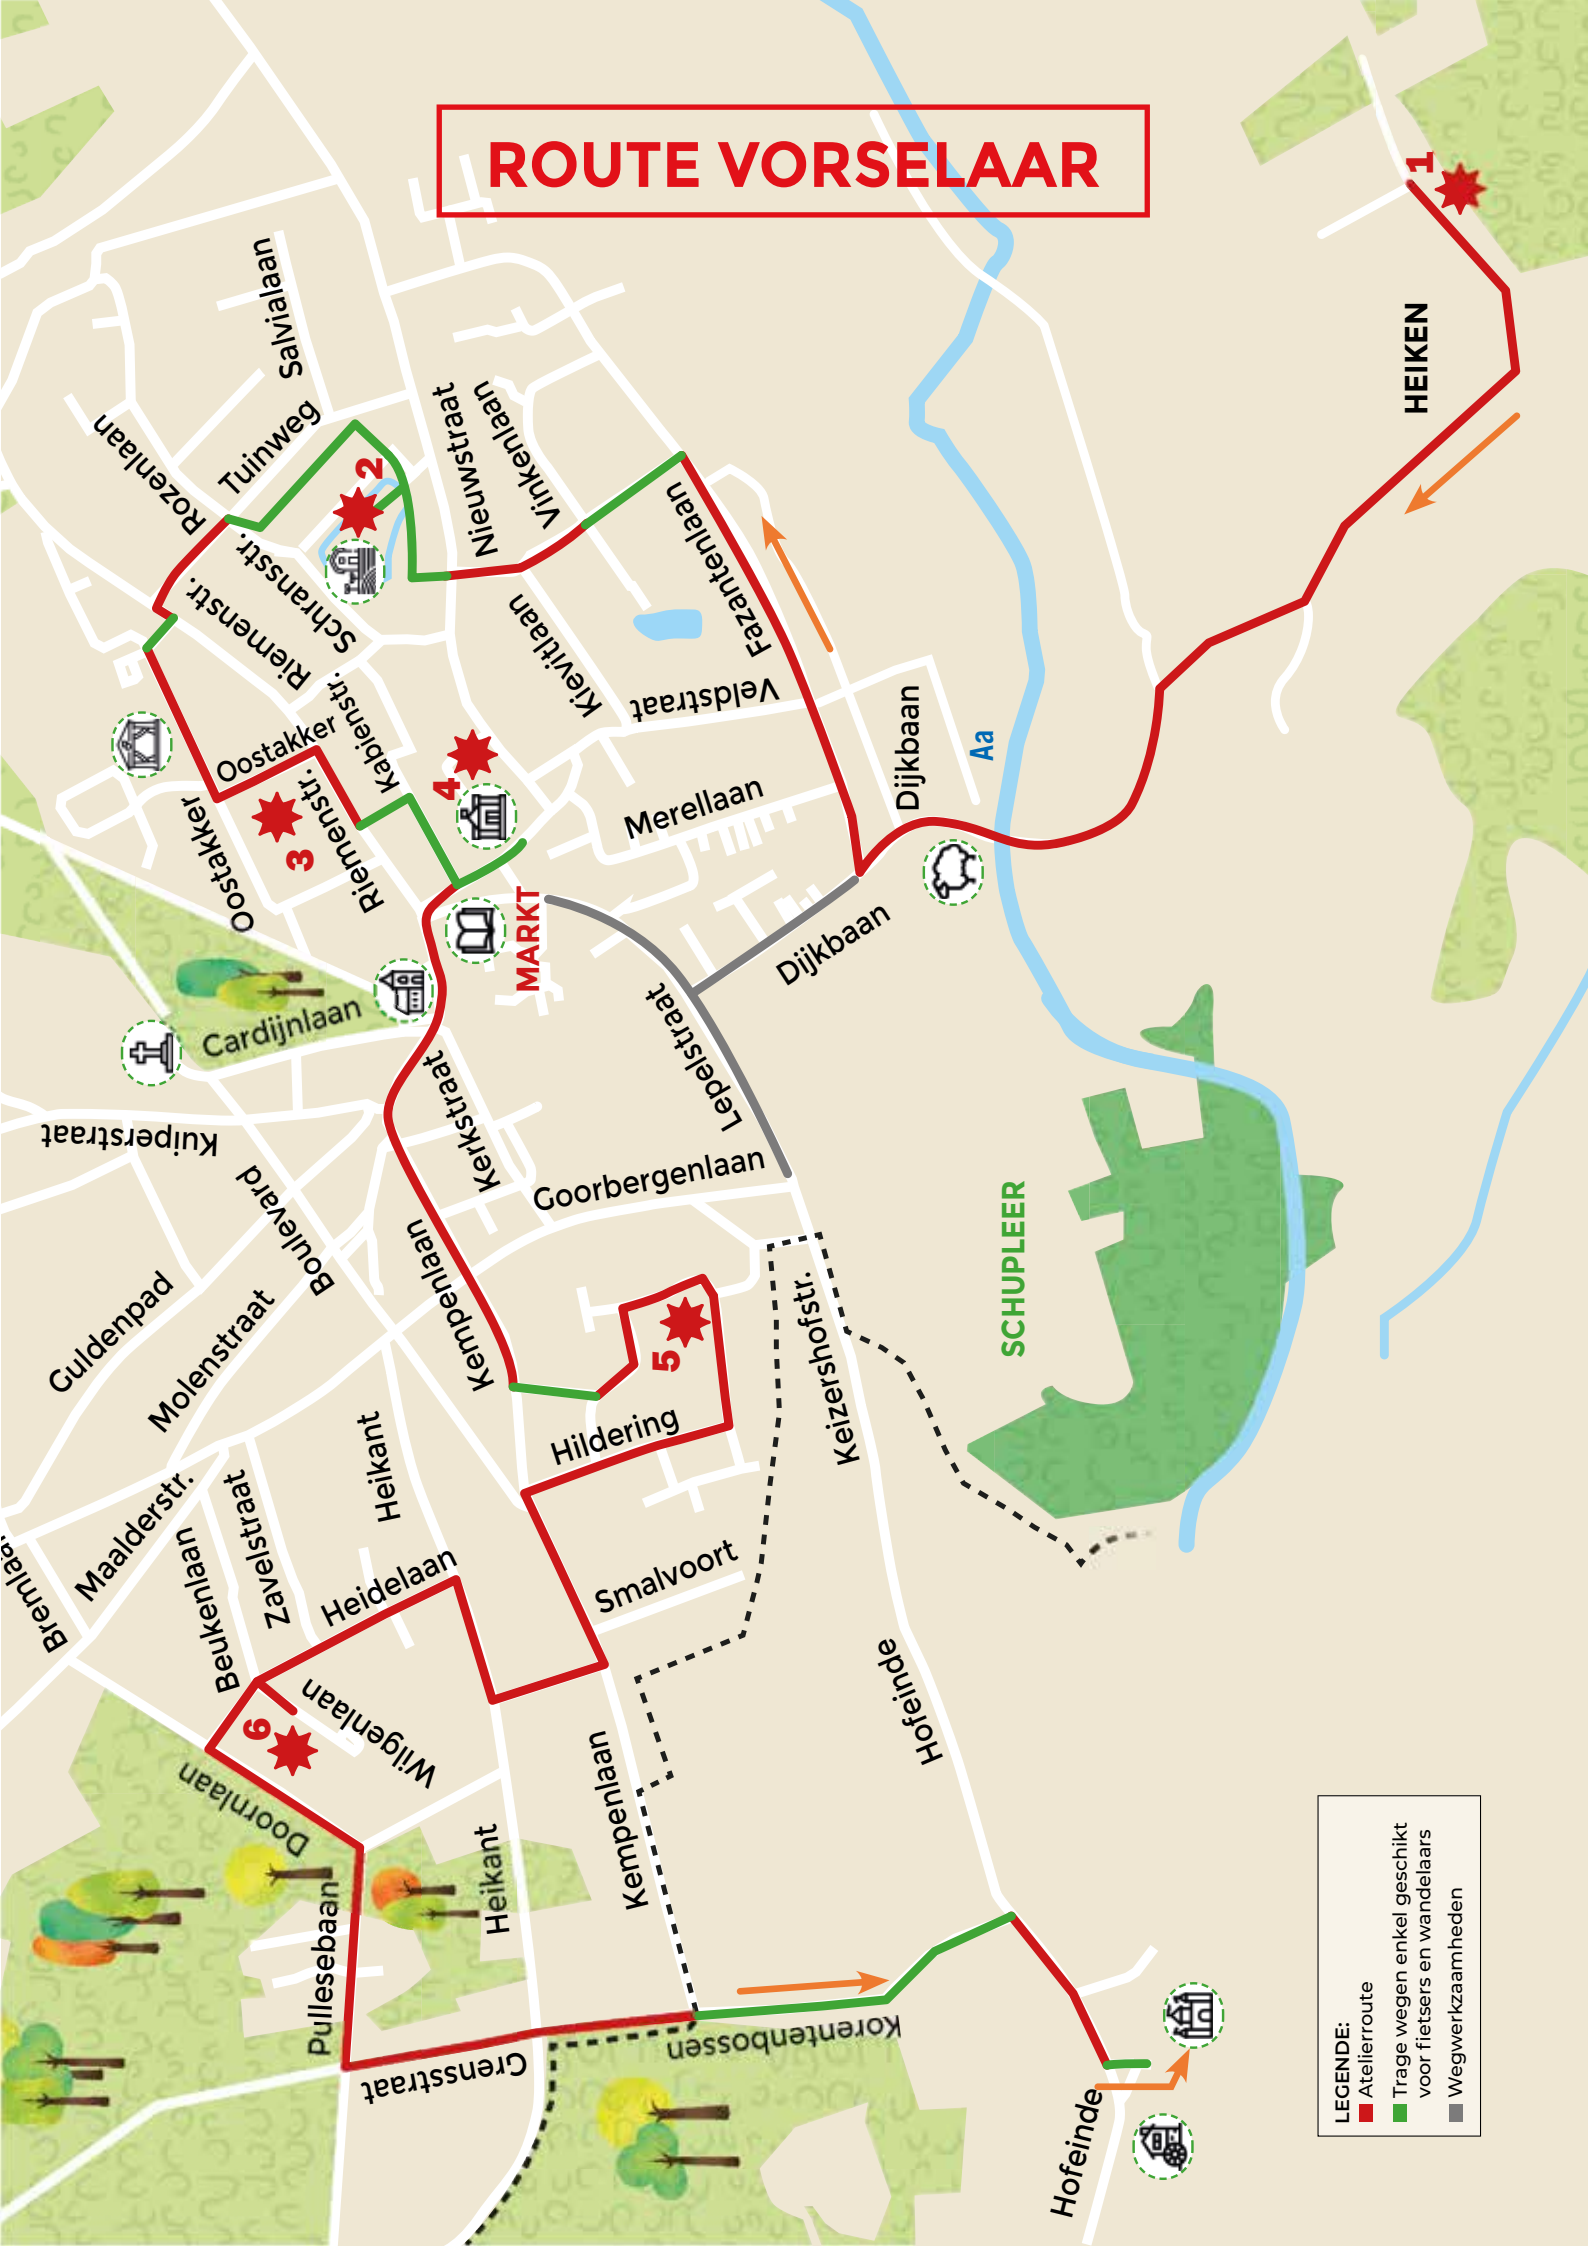 ROUTE VORSELAAR
1
HEIKEN
Salvialaan
Tuinweg
Rozenlaan
2
Nieuwstraat
Vinkenlaan
Schransstr.
Riemenstr.
Fazantenlaan
Kievitlaan
Veldstraat
Kabienstr.
Oostakker
4
3
Riemenstr.
Oostakker
Merellaan
Dijkbaan
Aa
MARKT
Dijkbaan
Lepelstraat
Cardijnlaan
Kerkstraat
Kuiperstraat
Boulevard
Goorbergenlaan
Kempenlaan
Guldenpad
Molenstraat
5
Keizershofstr.
SCHUPLEER
Hildering
Heikant
Maalderstr.
Zavelstraat
Beukenlaan
Heidelaan
Smalvoort
6
Wilgenlaan
Doornlaan
Hofeinde
Kempenlaan
Heikant
Pullesebaan
Grensstraat
Korentenbossen
Hofeinde
LEGENDE:
Atelierroute
Trage wegen enkel geschikt
voor fietsers en wandelaars
Wegwerkzaamheden